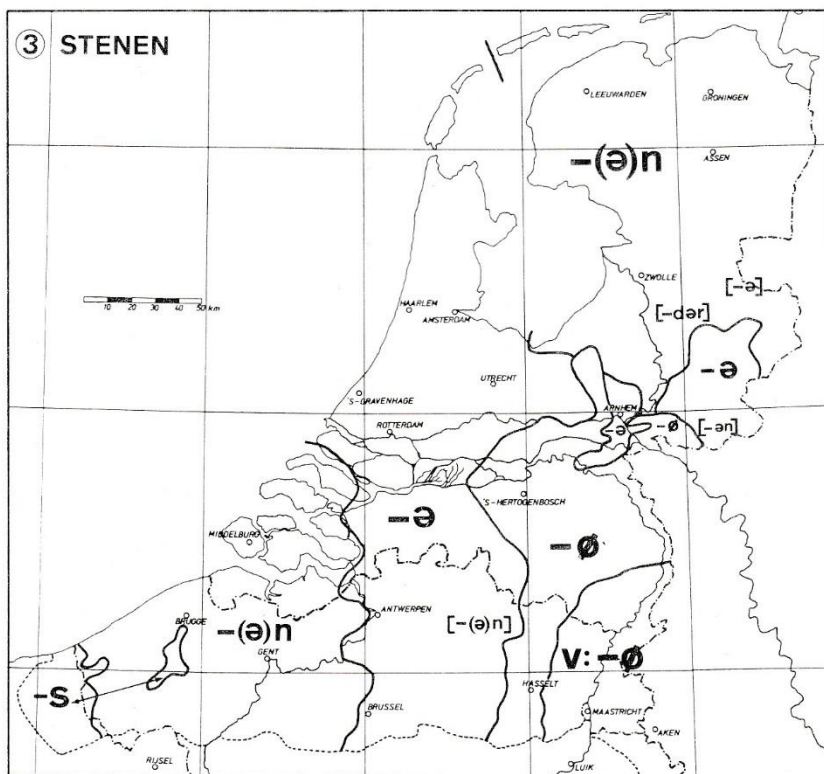 3 STENEN
LEEUWARDEN
GRONINGEN
-(ə)n
ASSEN
ZWOLLE
[-ə]
10 20 30 40 50 km
HAARLEM
AMSTERDAM
[-dər]
-ə
UTRECHT
'S-GRAVENHAGE
ARNHEM
ROTTERDAM
-ə
-ø
[-ən]
'S-HERTOGENBOSCH
-ə
MIDDELBURG
-ø
BRUGGE
ANTWERPEN
-(ə)n
[-(ə)n]
GENT
V: -ø
HASSELT
-s
BRUSSEL
MAASTRICHT
AKEN
RIJSEL
LUIK